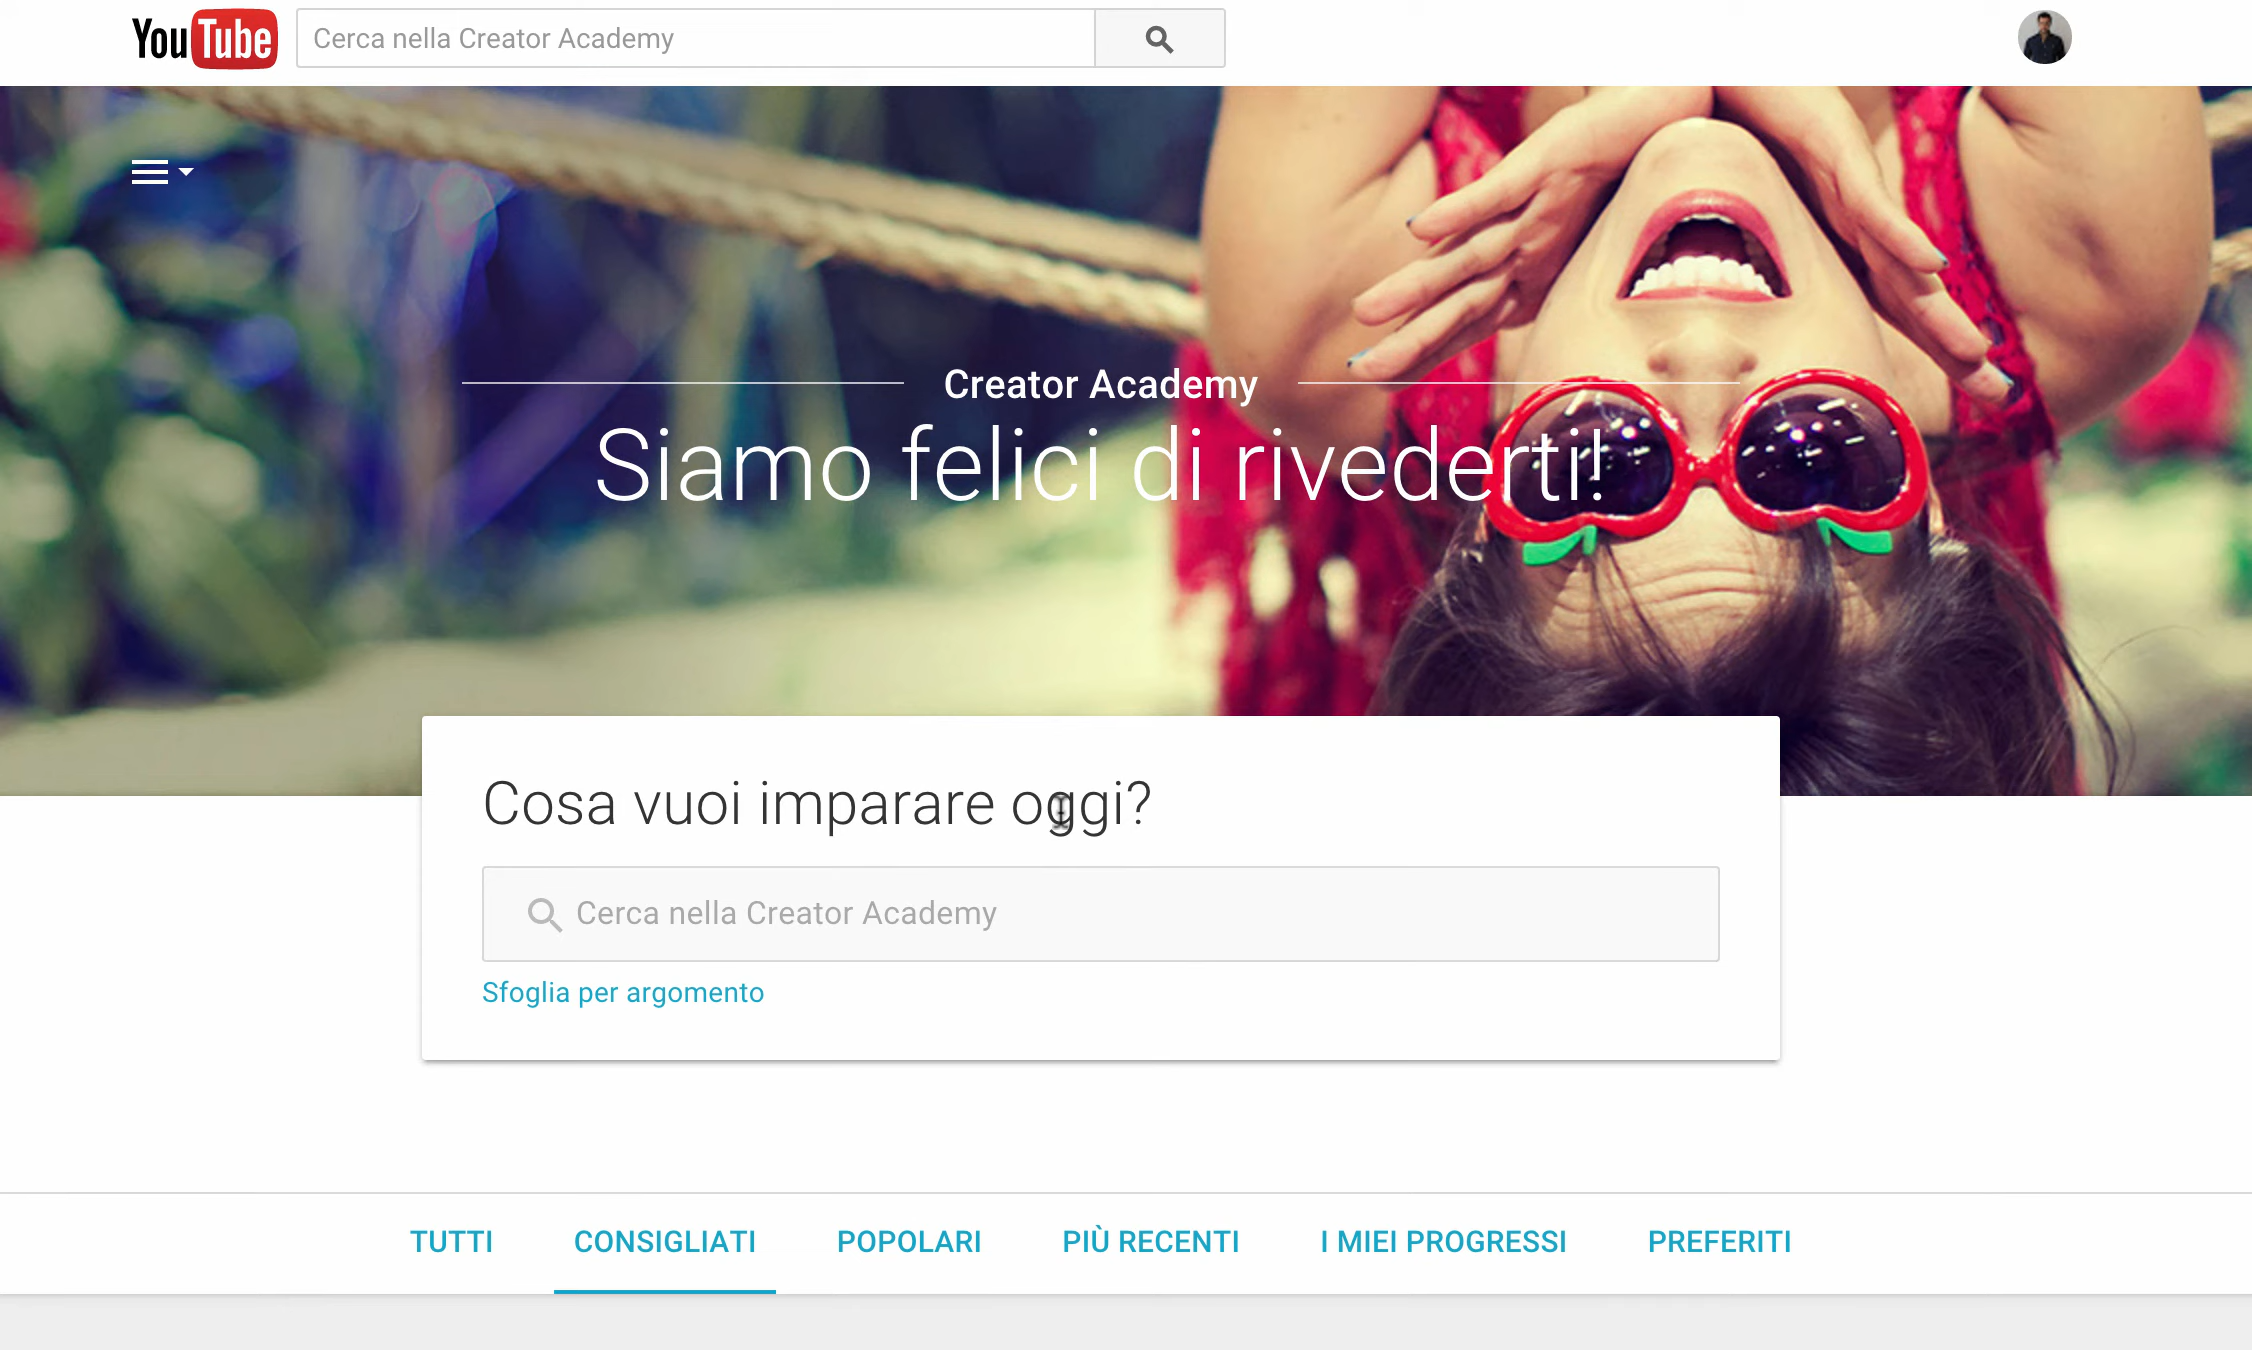 YouTube
Cerca nella Creator Academy
Creator Academy
Siamo felici di rivederti!
Cosa vuoi imparare oggi?
Cerca nella Creator Academy
Sfoglia per argomento
TUTTI
CONSIGLIATI
POPOLARI
PIÙ RECENTI
I MIEI PROGRESSI
PREFERITI